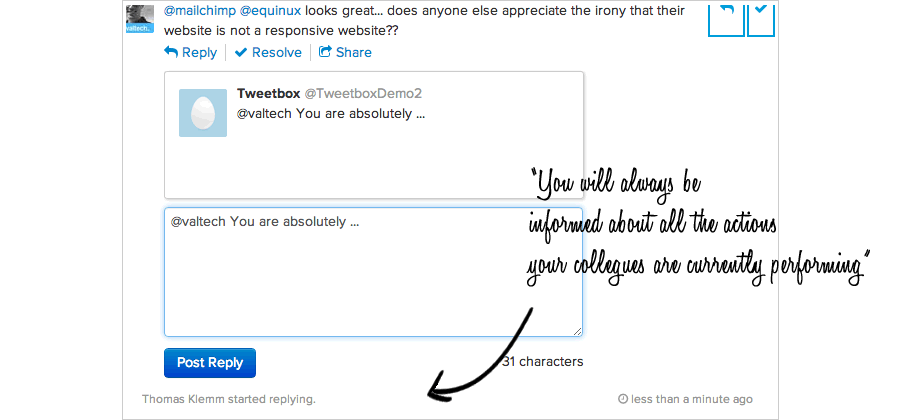 @mailchimp @equinux looks great... does anyone else appreciate the irony that their
website is not a responsive website??
valtech.
Reply Resolve Share
Tweetbox @TweetboxDemo2
@valtech You are absolutely ...
"You will always be
informed about all the actions
your collegues are currently performing"
@valtech You are absolutely ...
Post Reply
31 characters
Thomas Klemm started replying.
less than a minute ago